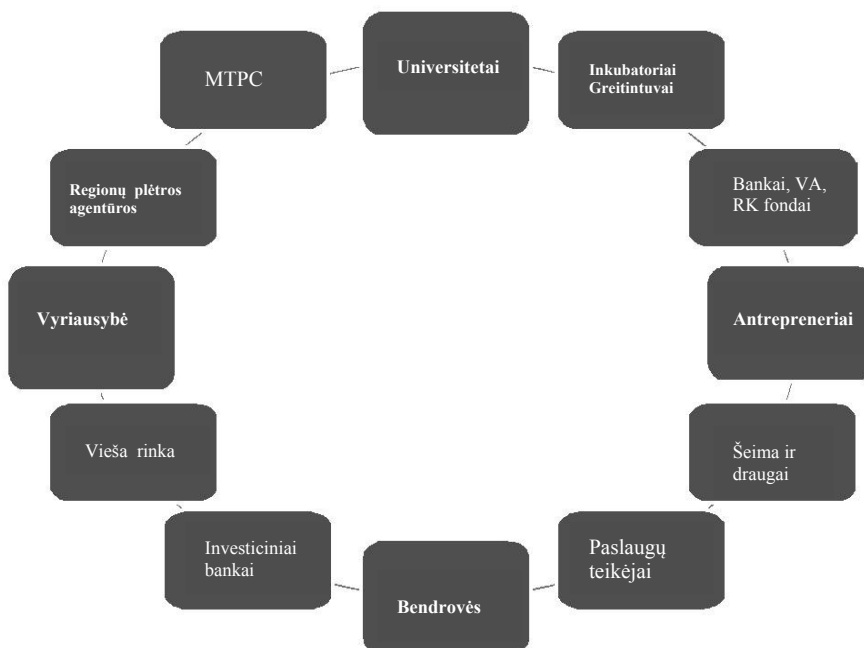 MTPC
Universitetai
Inkubatoriai
Greitintuvai
Bankai, VA,
RK fondai
Antrepreneriai
Šeima ir
draugai
Paslaugų
teikėjai
Bendrovės
Investiciniai
bankai
Vieša rinka
Vyriausybė
Regionų plėtros
agentūros